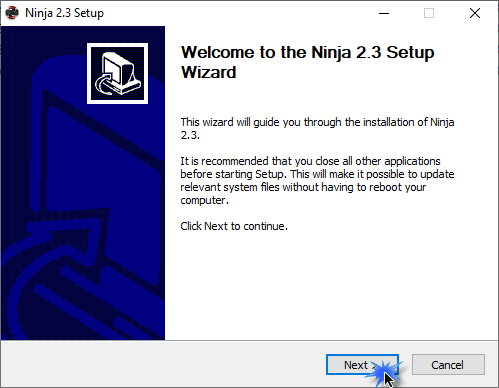 Ninja 2.3 Setup
Welcome to the Ninja 2.3 Setup
Wizard
This wizard will guide you through the installation of Ninja
2.3.
It is recommended that you close all other applications
before starting Setup. This will make it possible to update
relevant system files without having to reboot your
computer.
Click Next to continue.
Next >
Cancel